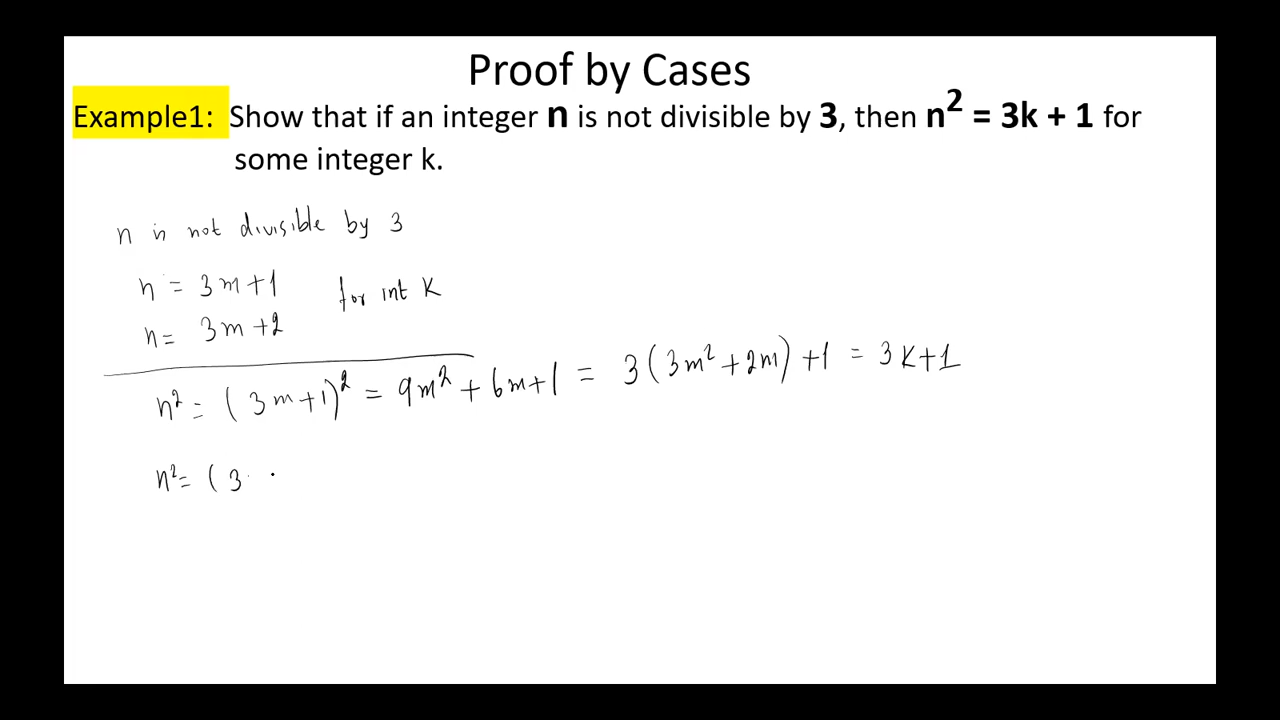 Proof by Cases
Example1: Show that if an integer n is not divisible by 3, then n² = 3k + 1 for
some integer k.
n is not divisible by 3
n = 3m+1 for int K
n = 3m+2
n² = (3m+1)² = 9m² + 6m+1 = 3(3m² + 2m) +1 = 3K+1
n² = (3